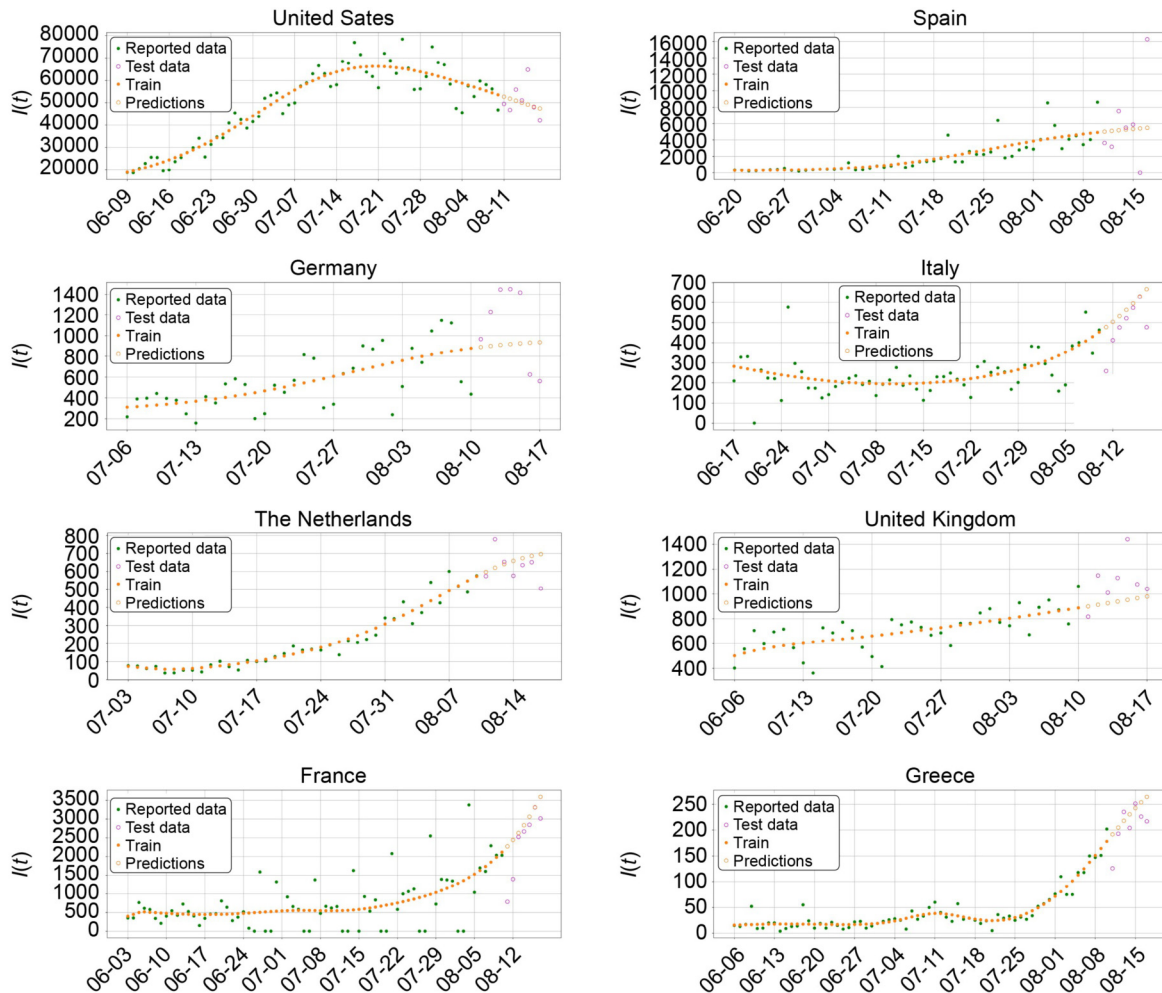 United Sates
I(t)
80000
70000
60000
50000
40000
30000
20000
Reported data
Test data
Train
Predictions
06-09
06-16
06-23
06-30
07-07
07-14
07-21
07-28
08-04
08-11
Spain
I(t)
16000
14000
12000
10000
8000
6000
4000
2000
0
Reported data
Test data
Train
Predictions
06-20
06-27
07-04
07-11
07-18
07-25
08-01
08-08
08-15
Germany
I(t)
1400
1200
1000
800
600
400
200
Reported data
Test data
Train
Predictions
07-06
07-13
07-20
07-27
08-03
08-10
08-17
Italy
I(t)
700
600
500
400
300
200
100
0
Reported data
Test data
Train
Predictions
06-17
06-24
07-01
07-08
07-15
07-22
07-29
08-05
08-12
The Netherlands
I(t)
800
700
600
500
400
300
200
100
0
Reported data
Test data
Train
Predictions
07-03
07-10
07-17
07-24
07-31
08-07
08-14
United Kingdom
I(t)
1400
1200
1000
800
600
400
Reported data
Test data
Train
Predictions
06-06
07-13
07-20
07-27
08-03
08-10
08-17
France
I(t)
3500
3000
2500
2000
1500
1000
500
0
Reported data
Test data
Train
Predictions
06-03
06-10
06-17
06-24
07-01
07-08
07-15
07-22
07-29
08-05
08-12
Greece
I(t)
250
200
150
100
50
0
Reported data
Test data
Train
Predictions
06-06
06-13
06-20
06-27
07-04
07-11
07-18
07-25
08-01
08-08
08-15